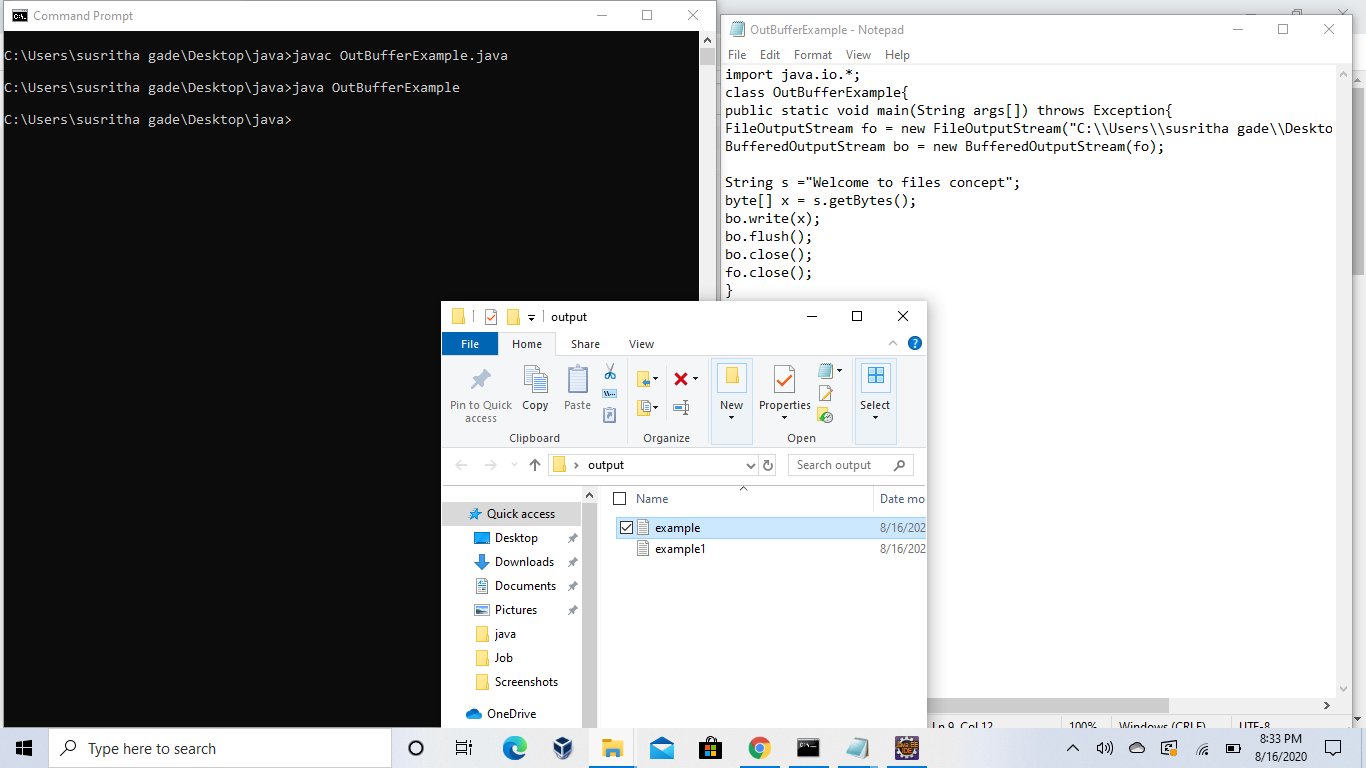 Command Prompt
C:\Users\susritha gade\Desktop\java>javac OutBufferExample.java
C:\Users\susritha gade\Desktop\java>java OutBufferExample
C:\Users\susritha gade\Desktop\java>
OutBufferExample - Notepad
File Edit Format View Help
import java.io.*;
class OutBufferExample{
public static void main(String args[]) throws Exception{
FileOutputStream fo = new FileOutputStream("C:\\Users\\susritha gade\\Deskto
BufferedOutputStream bo = new BufferedOutputStream(fo);
String s ="Welcome to files concept";
byte[] x = s.getBytes();
bo.write(x);
bo.flush();
bo.close();
fo.close();
}
output
File Home Share View
Pin to Quick access
Copy
Paste
New
Properties
Select
Clipboard
Organize
Open
output
Search output
Name
Date mo
Quick access
Desktop
Downloads
Documents
Pictures
java
Job
Screenshots
OneDrive
example 8/16/202
example1 8/16/202
Ln 9, Col 12 100% Windows (CRLF) UTF-8
Type here to search
8:33 PM
8/16/2020